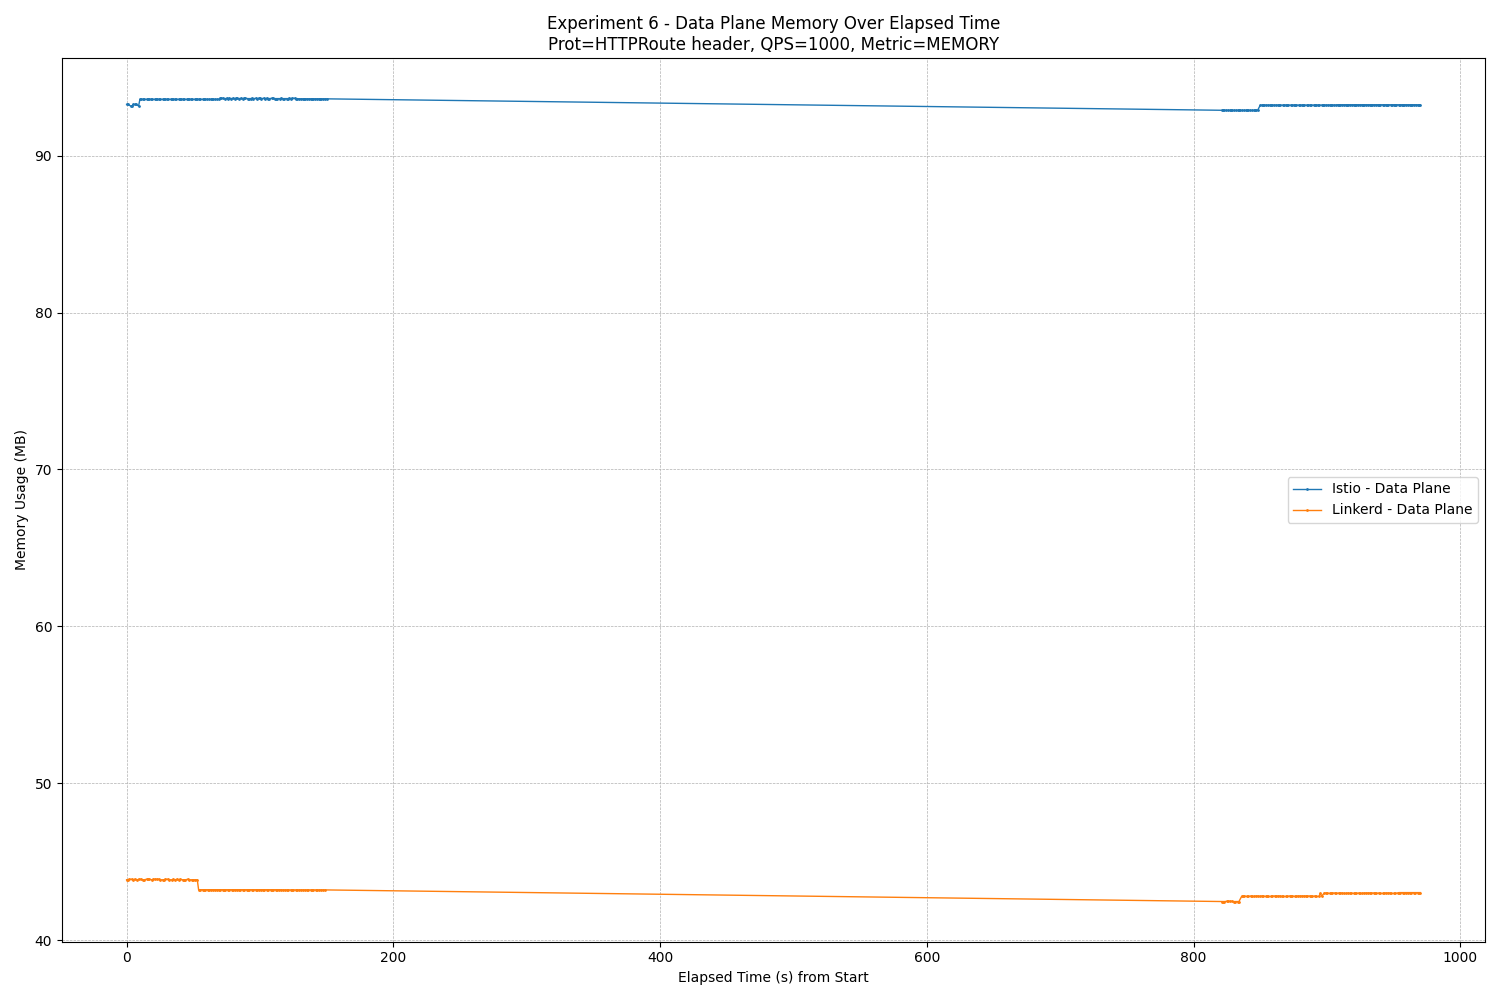 Experiment 6 - Data Plane Memory Over Elapsed Time
Prot=HTTPRoute header, QPS=1000, Metric=MEMORY
Memory Usage (MB)
90
80
70
60
50
40
Istio - Data Plane
Linkerd - Data Plane
0
200
400
600
800
1000
Elapsed Time (s) from Start